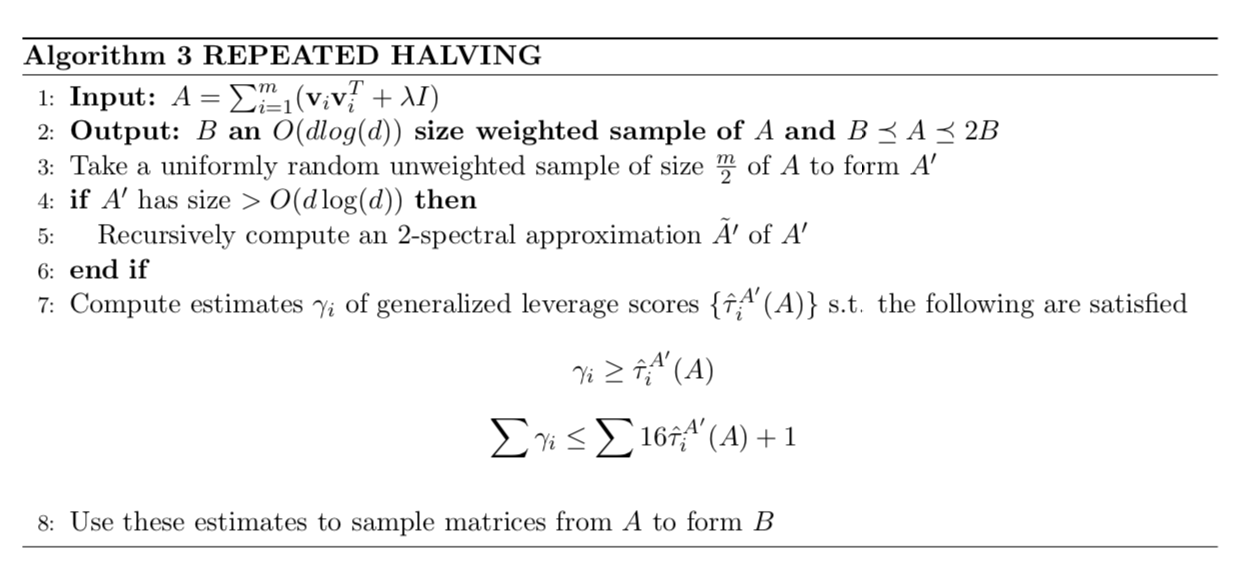 Algorithm 3 REPEATED HALVING
1: Input: $A = \sum_{i=1}^{m} (\mathbf{v}_i \mathbf{v}_i^T + \lambda I)$
2: Output: $B$ an $O(dlog(d))$ size weighted sample of $A$ and $B \preceq A \preceq 2B$
3: Take a uniformly random unweighted sample of size $\frac{m}{2}$ of $A$ to form $A'$
4: if $A'$ has size $> O(d \log(d))$ then
5: Recursively compute an 2-spectral approximation $\tilde{A}'$ of $A'$
6: end if
7: Compute estimates $\gamma_i$ of generalized leverage scores $\{\hat{\tau}_i^{A'}(A)\}$ s.t. the following are satisfied
$\gamma_i \geq \hat{\tau}_i^{A'}(A)$
$\sum \gamma_i \leq \sum 16 \hat{\tau}_i^{A'}(A) + 1$
8: Use these estimates to sample matrices from $A$ to form $B$